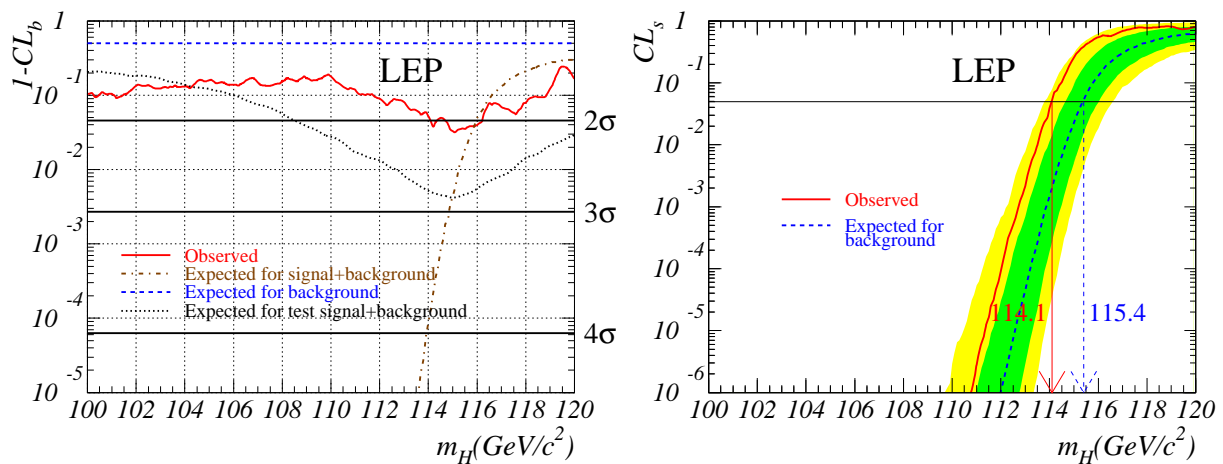 1-CL_b
1
10^-1
10^-2
10^-3
10^-4
10^-5
LEP
2σ
3σ
4σ
Observed
Expected for signal+background
Expected for background
Expected for test signal+background
100 102 104 106 108 110 112 114 116 118 120
m_H(GeV/c^2)
CL_s
1
10^-1
10^-2
10^-3
10^-4
10^-5
10^-6
LEP
Observed
Expected for
background
114.1
115.4
100 102 104 106 108 110 112 114 116 118 120
m_H(GeV/c^2)